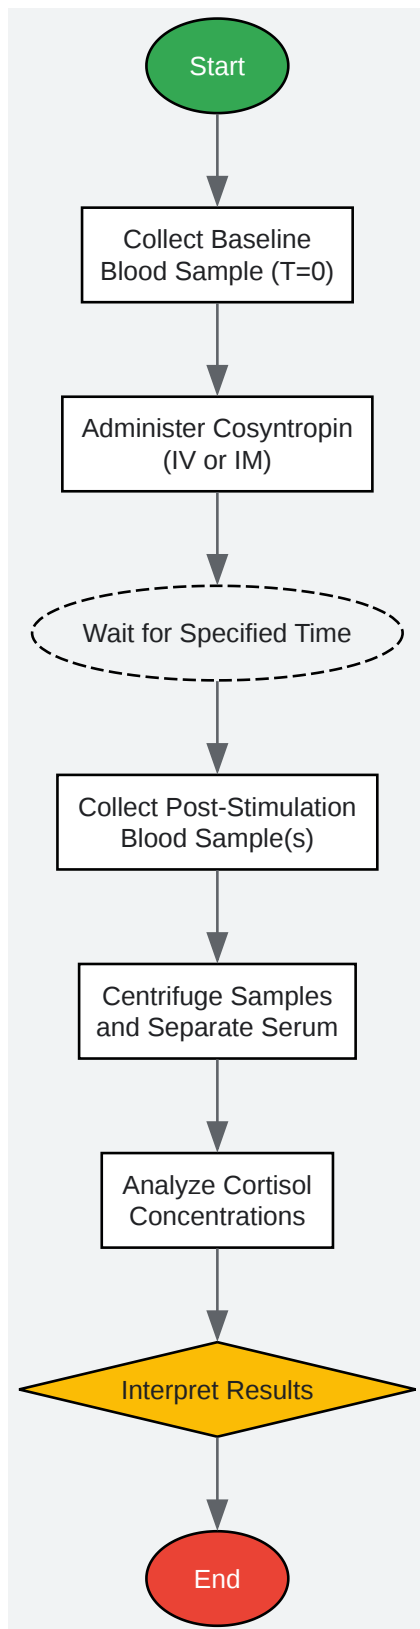 Start
Collect Baseline
Blood Sample (T=0)
Administer Cosyntropin
(IV or IM)
Wait for Specified Time
Collect Post-Stimulation
Blood Sample(s)
Centrifuge Samples
and Separate Serum
Analyze Cortisol
Concentrations
Interpret Results
End